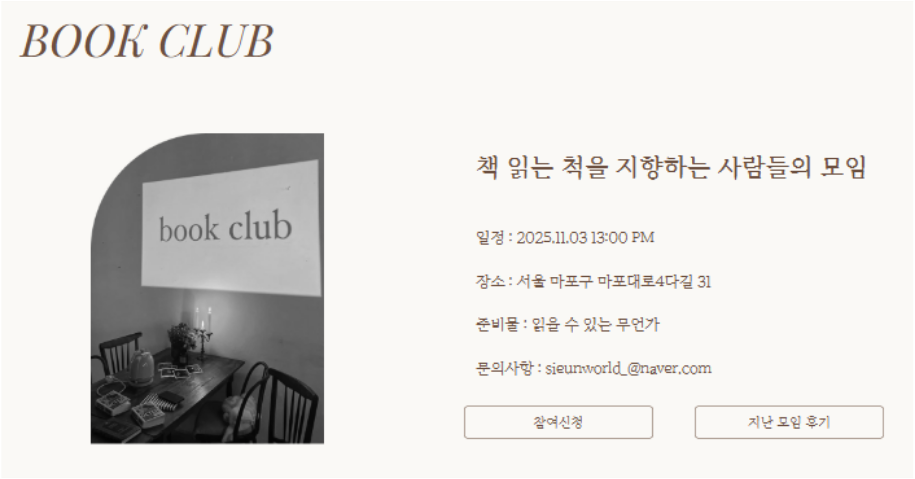 BOOK CLUB
book club
책 읽는 척을 지향하는 사람들의 모임
일정 : 2025.11.03 13:00 PM
장소 : 서울 마포구 마포대로4다길 31
준비물 : 읽을 수 있는 무언가
문의사항 : sieunworld_@naver.com
참여신청
지난 모임 후기